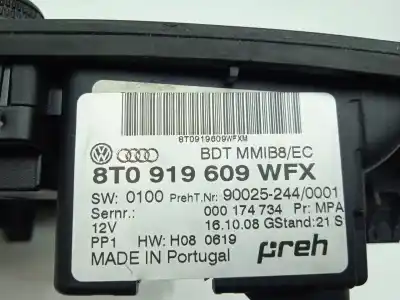 8T0919609WFXM
BDT MMIB8/EC
8T0 919 609 WFX
SW: 0100 PrehT.Nr: 90025-244/0001
Sernr.: 000 174 734 Pr: MPA
12V 16.10.08 GStand: 21 S
PP1 HW: H08 0619
MADE IN Portugal preh